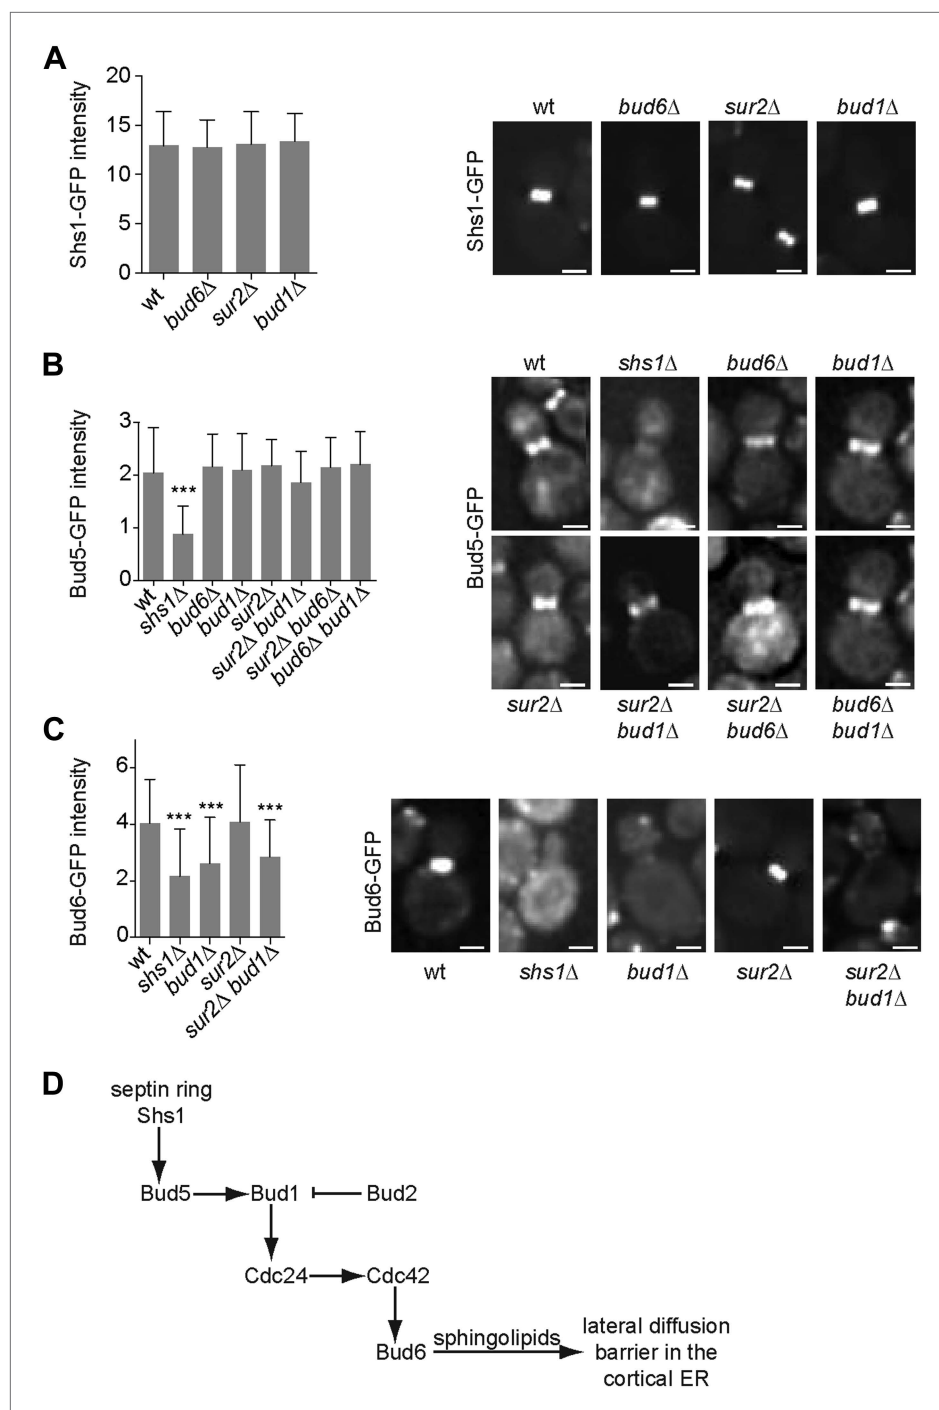 A
Shs1-GFP intensity
20
15
10
5
0
wt
bud6Δ
sur2Δ
bud1Δ
wt
bud6Δ
sur2Δ
bud1Δ
Shs1-GFP
B
Bud5-GFP intensity
3
2
1
0
***
wt
shs1Δ
bud6Δ
bud1Δ
sur2Δ
sur2Δ bud1Δ
sur2Δ bud6Δ
bud6Δ bud1Δ
wt
shs1Δ
bud6Δ
bud1Δ
Bud5-GFP
sur2Δ
sur2Δ
bud1Δ
sur2Δ
bud6Δ
bud6Δ
bud1Δ
C
Bud6-GFP intensity
6
4
2
0
***
***
***
wt
shs1Δ
bud1Δ
sur2Δ
sur2Δ bud1Δ
Bud6-GFP
wt
shs1Δ
bud1Δ
sur2Δ
sur2Δ
bud1Δ
D
septin ring
Shs1
Bud5
Bud1
Bud2
Cdc24
Cdc42
Bud6
sphingolipids
lateral diffusion
barrier in the
cortical ER